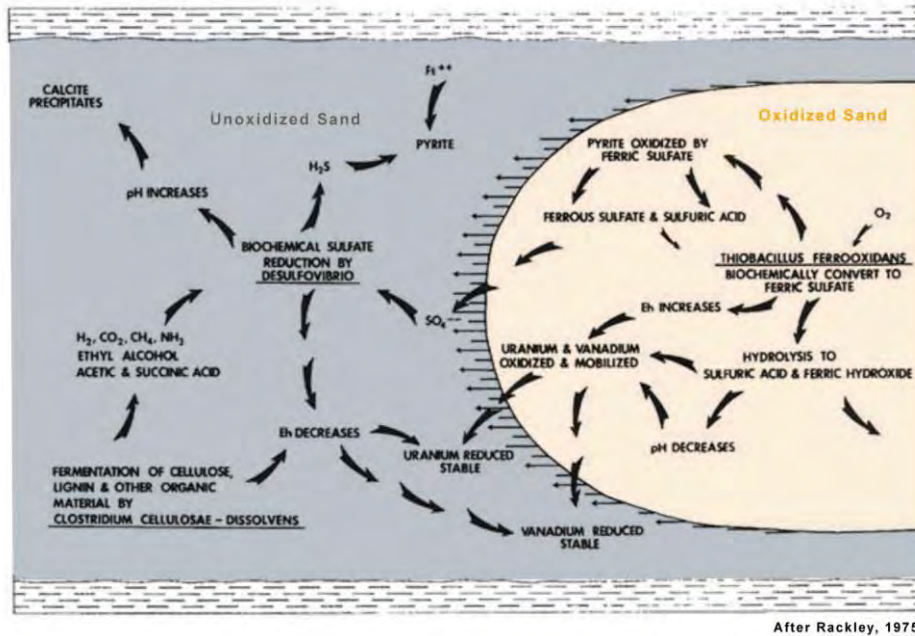 CALCITE
PRECIPITATES
Unoxidized Sand
Fe++
PYRITE
H₂S
pH INCREASES
BIOCHEMICAL SULFATE
REDUCTION BY
DESULFOVIBRIO
H₂, CO₂, CH₄, NH₃
ETHYL ALCOHOL
ACETIC & SUCCINIC ACID
FERMENTATION OF CELLULOSE,
LIGNIN & OTHER ORGANIC
MATERIAL BY
CLOSTRIDIUM CELLULOSAE – DISSOLVENS
Eh DECREASES
SO₄--
URANIUM REDUCED
STABLE
VANADIUM REDUCED
STABLE
Oxidized Sand
PYRITE OXIDIZED BY
FERRIC SULFATE
FERROUS SULFATE & SULFURIC ACID
O₂
THIOBACILLUS FERROOXIDANS
BIOCHEMICALLY CONVERT TO
FERRIC SULFATE
Eh INCREASES
URANIUM & VANADIUM
OXIDIZED & MOBILIZED
HYDROLYSIS TO
SULFURIC ACID & FERRIC HYDROXIDE
pH DECREASES
After Rackley, 1975